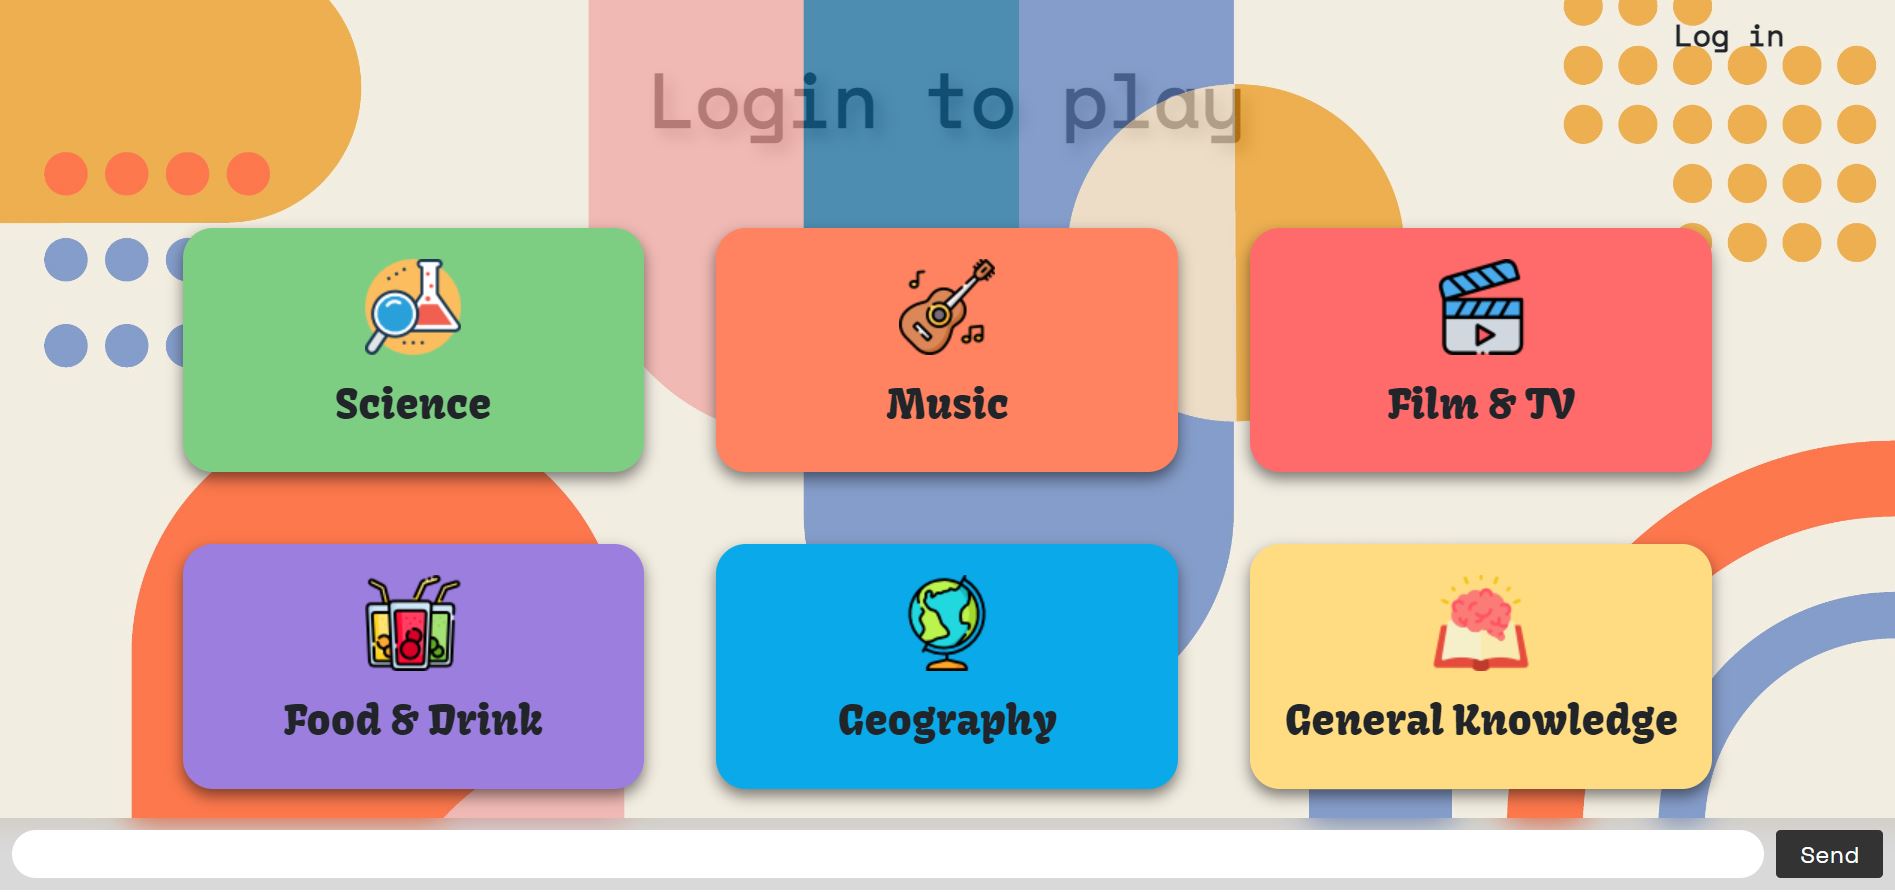 Log in
Login to play
Science
Music
Film & TV
Food & Drink
Geography
General Knowledge
Send